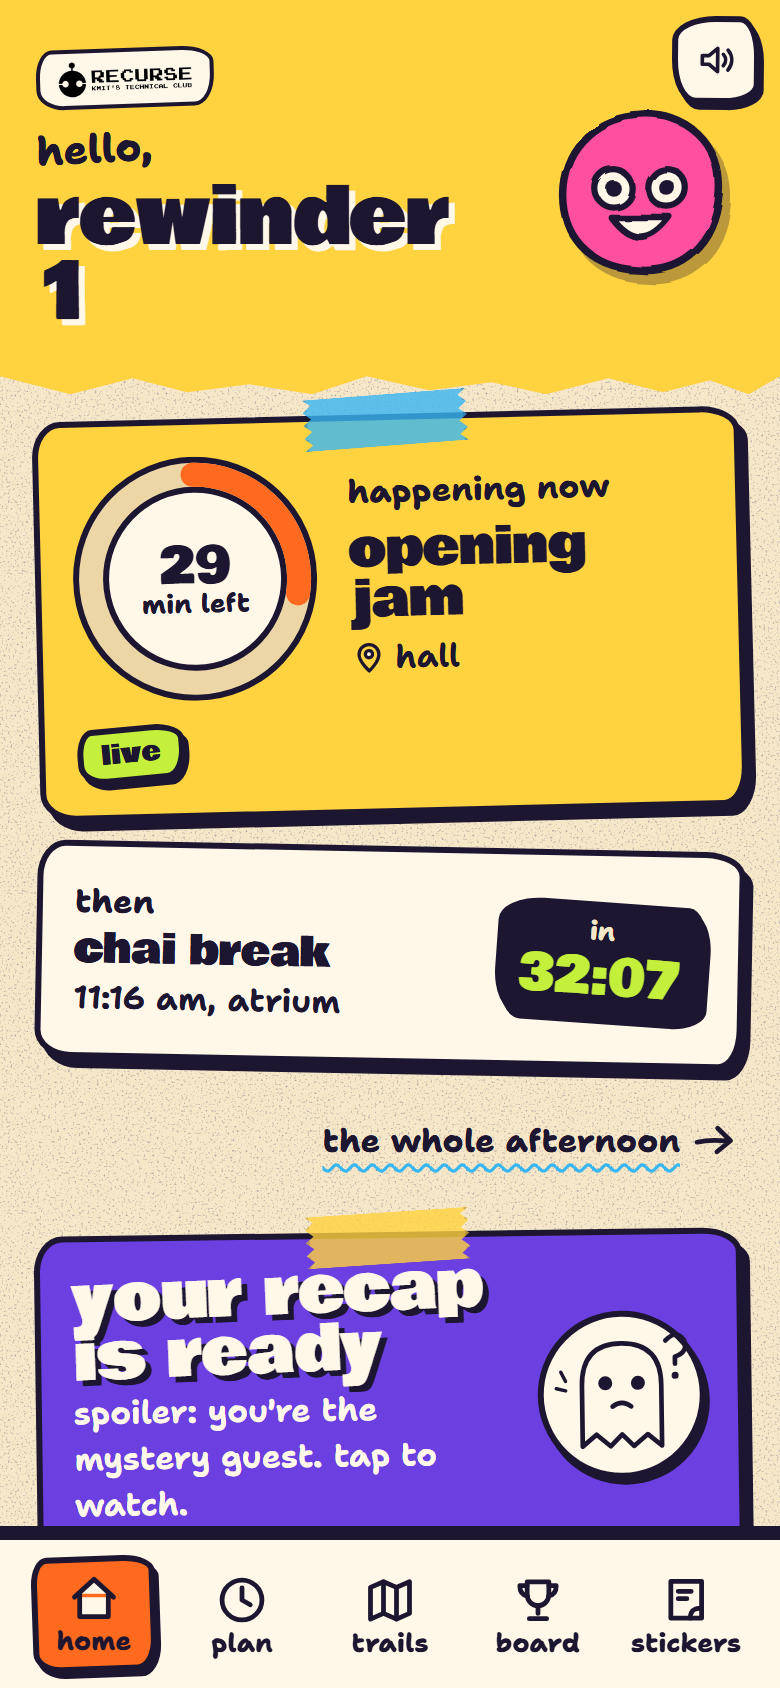 RECURSE
KMIT'S TECHNICAL CLUB
hello,
rewinder
1
29
min left
happening now
opening
jam
hall
live
then
chai break
11:16 am, atrium
in
32:07
the whole afternoon
your recap
is ready
spoiler: you're the
mystery guest. tap to
watch.
?
home
plan
trails
board
stickers